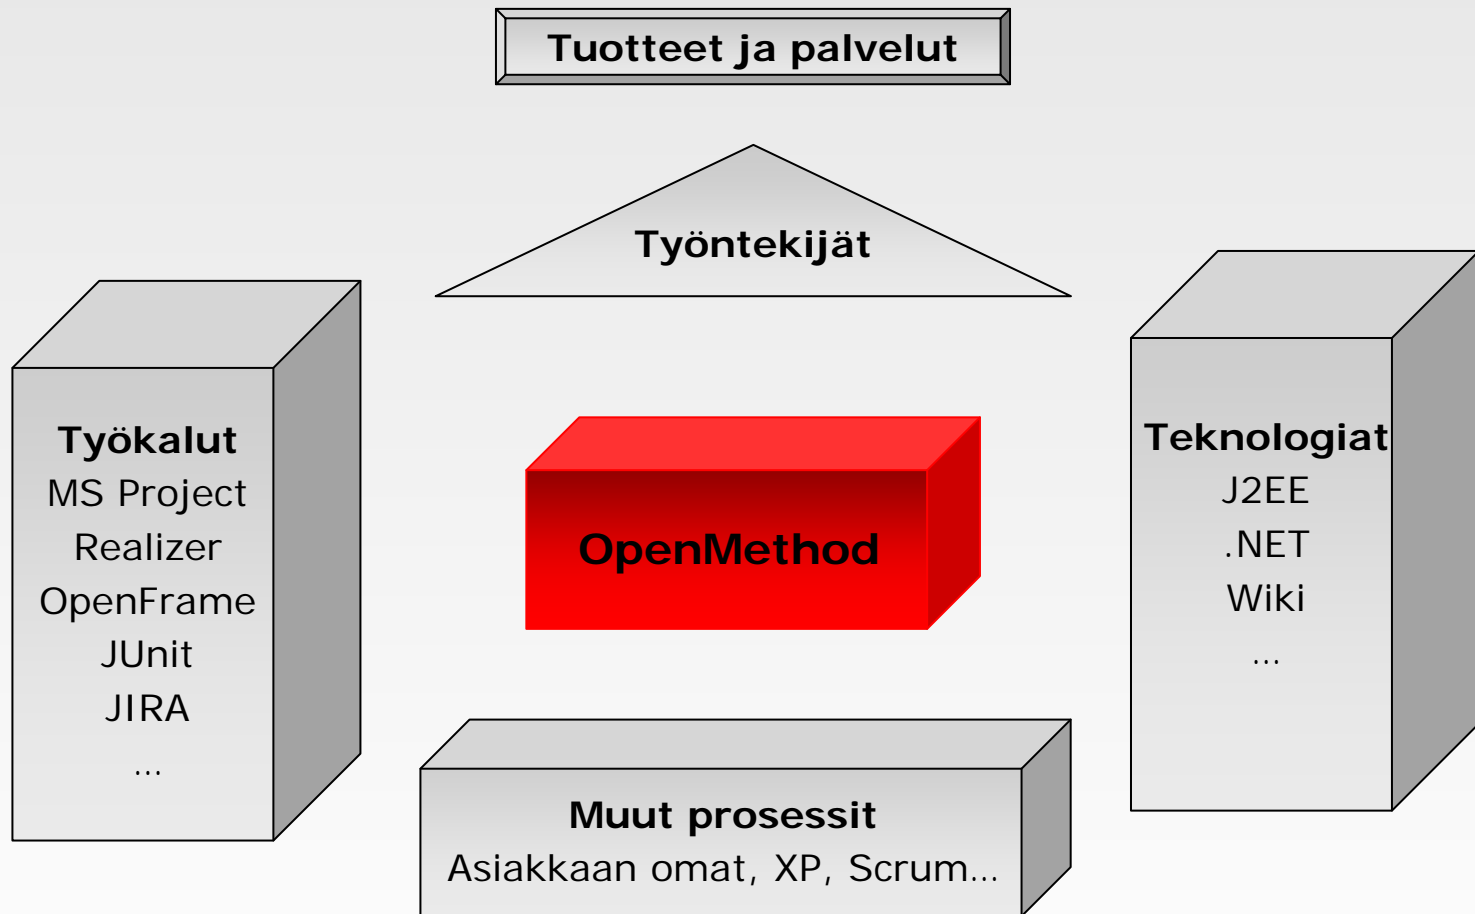 Tuotteet ja palvelut
Työntekijät
Työkalut
MS Project
Realizer
OpenFrame
JUnit
JIRA
...
OpenMethod
Teknologiat
J2EE
.NET
Wiki
...
Muut prosessit
Asiakkaan omat, XP, Scrum...